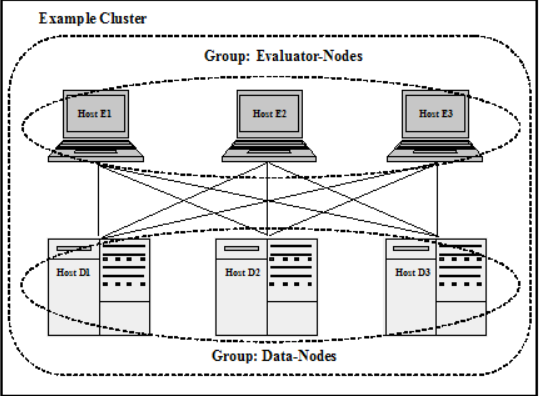 Example Cluster
Group: Evaluator-Nodes
Host E1
Host E2
Host E3
Host D1
Host D2
Host D3
Group: Data-Nodes